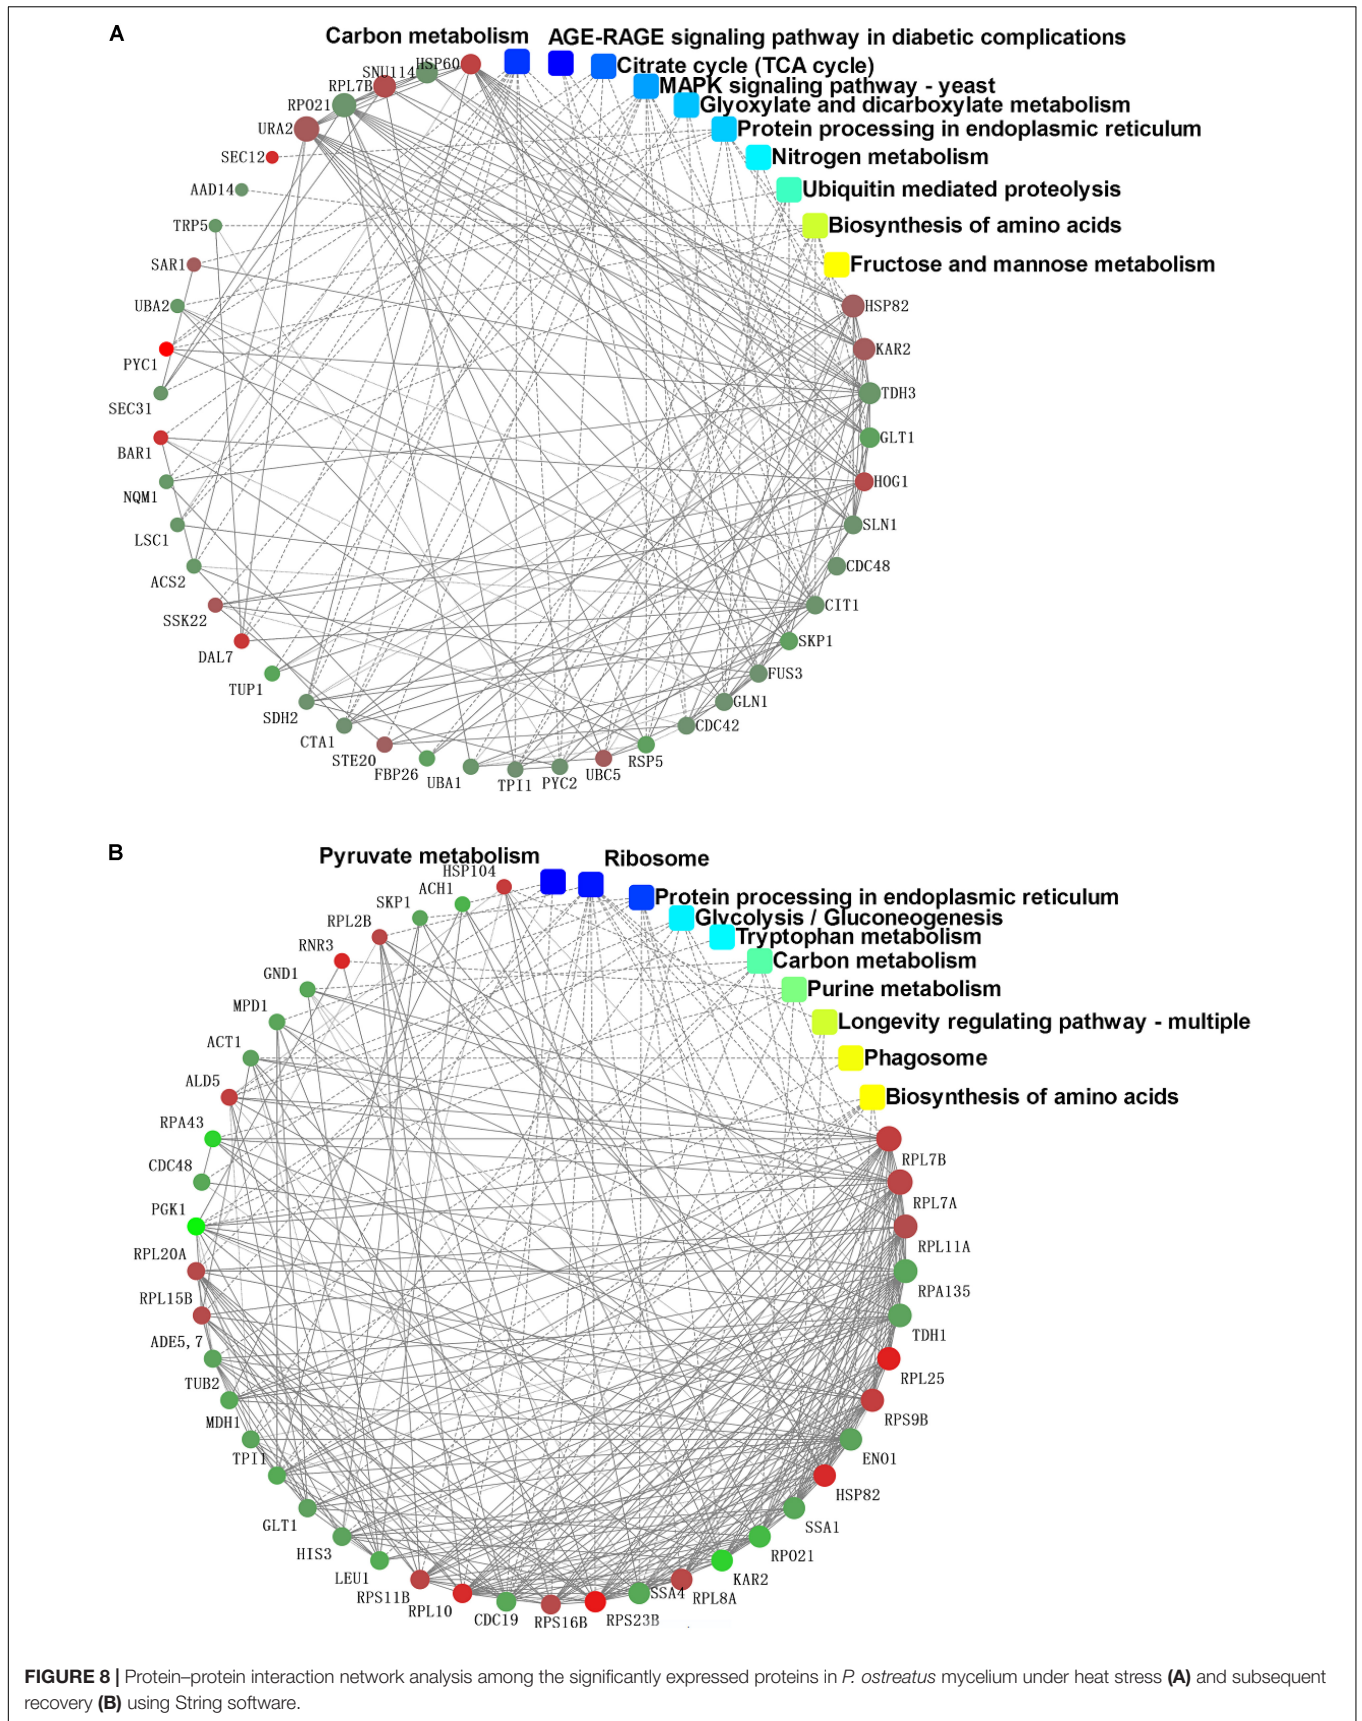 A
Carbon metabolism
AGE-RAGE signaling pathway in diabetic complications
Citrate cycle (TCA cycle)
MAPK signaling pathway - yeast
Glyoxylate and dicarboxylate metabolism
Protein processing in endoplasmic reticulum
Nitrogen metabolism
Ubiquitin mediated proteolysis
Biosynthesis of amino acids
Fructose and mannose metabolism
HSP82
KAR2
TDH3
GLT1
HOG1
SLN1
CDC48
CIT1
SKP1
FUS3
GLN1
CDC42
RSP5
UBC5
PYC2
TPI1
UBA1
FBP26
STE20
CTA1
SDH2
TUP1
DAL7
SSK22
ACS2
LSC1
NQM1
BAR1
SEC31
PYC1
UBA2
SAR1
TRP5
AAD14
SEC12
URA2
RPO21
RPL7B
SNU114
HSP60
B
Pyruvate metabolism
Ribosome
Protein processing in endoplasmic reticulum
Glycolysis / Gluconeogenesis
Tryptophan metabolism
Carbon metabolism
Purine metabolism
Longevity regulating pathway - multiple
Phagosome
Biosynthesis of amino acids
RPL7B
RPL7A
RPL11A
RPA135
TDH1
RPL25
RPS9B
ENO1
HSP82
SSA1
RPO21
KAR2
RPL8A
SSA4
RPS23B
RPS16B
CDC19
RPL10
RPS11B
LEU1
HIS3
GLT1
TPI1
MDH1
TUB2
ADE5,7
RPL15B
RPL20A
PGK1
CDC48
RPA43
ALD5
ACT1
MPD1
GND1
RNR3
RPL2B
SKP1
ACH1
HSP104
FIGURE 8 | Protein–protein interaction network analysis among the significantly expressed proteins in P. ostreatus mycelium under heat stress (A) and subsequent
recovery (B) using String software.